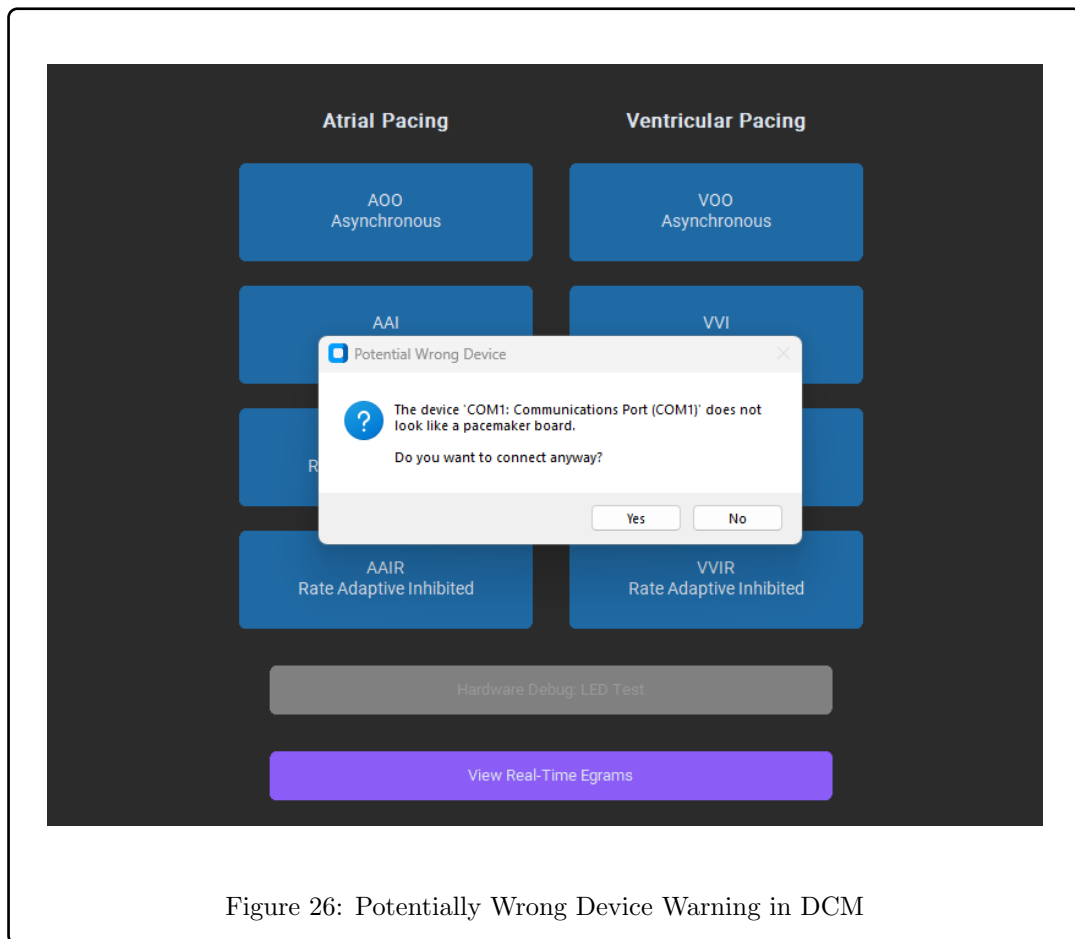 Atrial Pacing
Ventricular Pacing
AOO
Asynchronous
VOO
Asynchronous
AAI
VVI
Potential Wrong Device
The device `COM1: Communications Port (COM1)` does not
look like a pacemaker board.
Do you want to connect anyway?
R
Yes
No
AAIR
Rate Adaptive Inhibited
VVIR
Rate Adaptive Inhibited
Hardware Debug: LED Test
View Real-Time Egrams
Figure 26: Potentially Wrong Device Warning in DCM